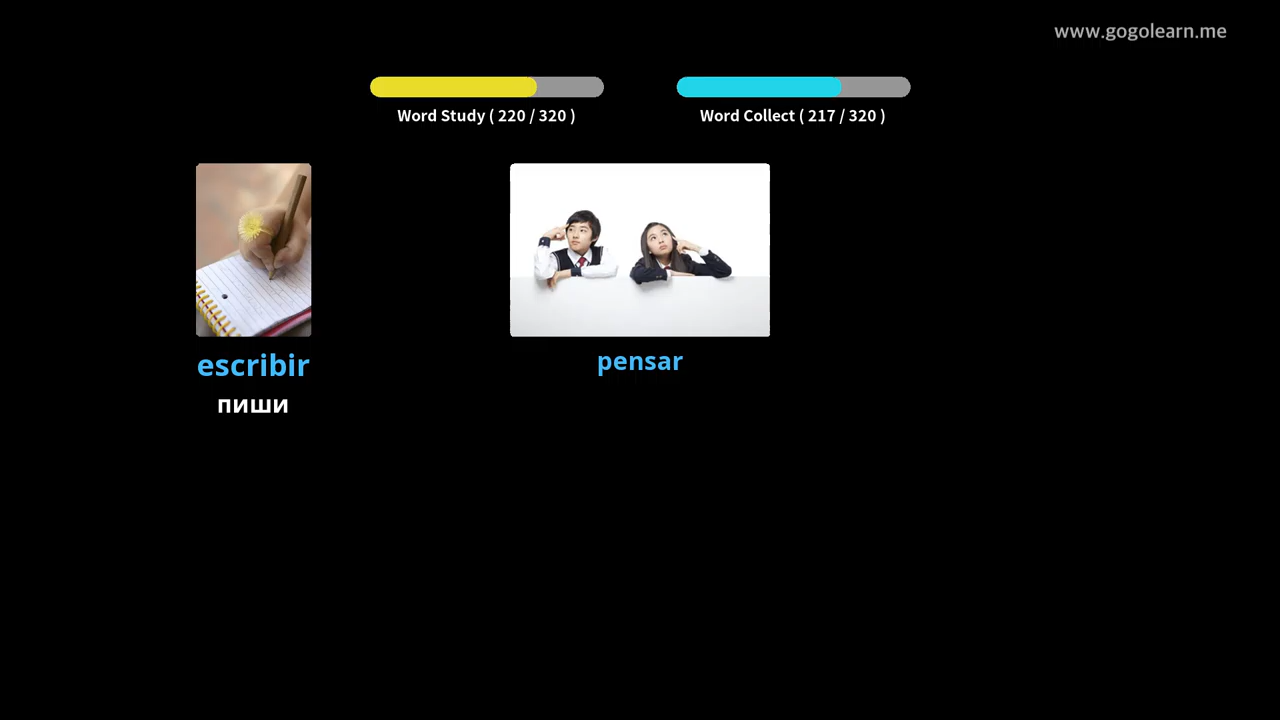 www.gogolearn.me
Word Study ( 220 / 320 )
Word Collect ( 217 / 320 )
escribir
пиши
pensar